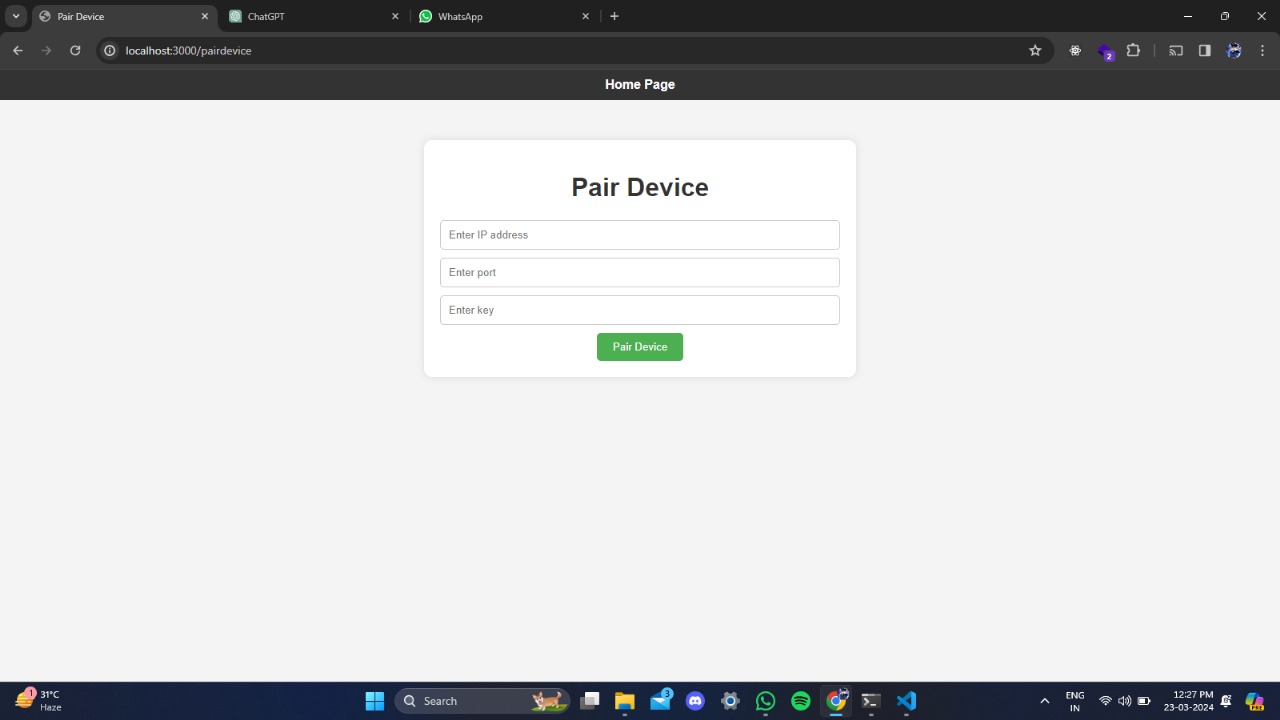 Pair Device
ChatGPT
WhatsApp
localhost:3000/pairdevice
2
Home Page
Pair Device
Enter IP address
Enter port
Enter key
Pair Device
1
31°C
Haze
Search
3
ENG
IN
12:27 PM
23-03-2024
PRE